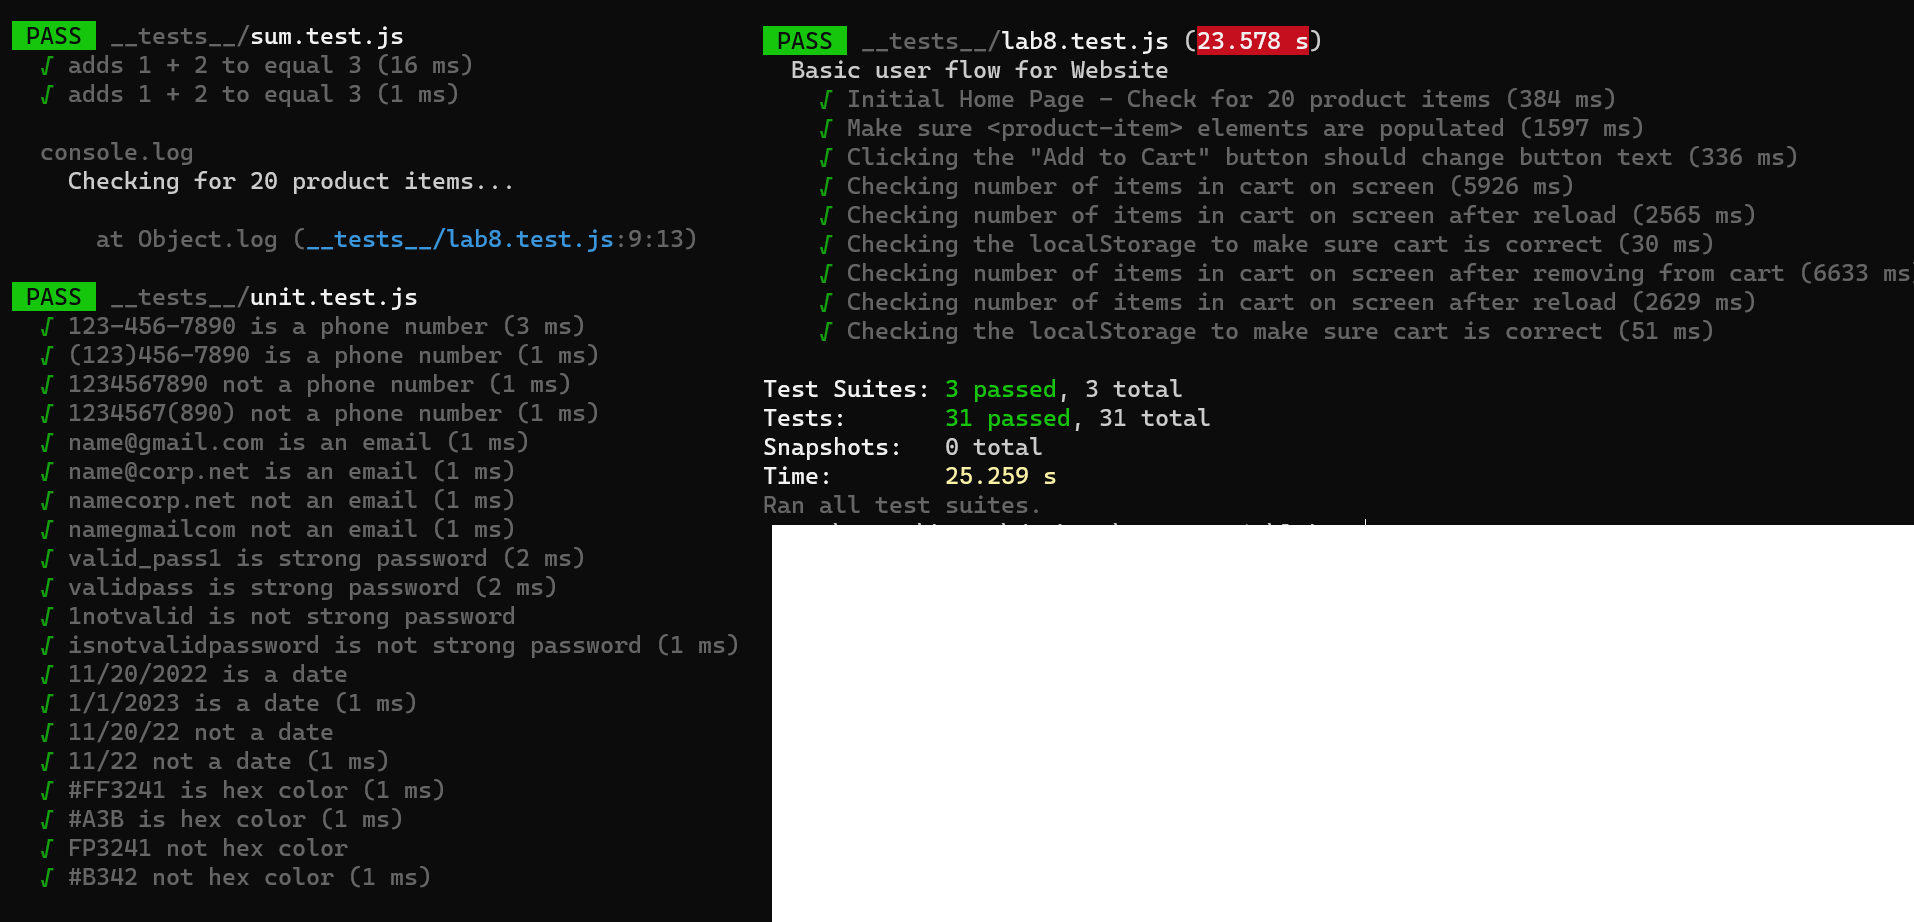 PASS __tests__/sum.test.js
√ adds 1 + 2 to equal 3 (16 ms)
√ adds 1 + 2 to equal 3 (1 ms)
console.log
Checking for 20 product items...
at Object.log (__tests__/lab8.test.js:9:13)
PASS __tests__/unit.test.js
√ 123-456-7890 is a phone number (3 ms)
√ (123)456-7890 is a phone number (1 ms)
√ 1234567890 not a phone number (1 ms)
√ 1234567(890) not a phone number (1 ms)
√ name@gmail.com is an email (1 ms)
√ name@corp.net is an email (1 ms)
√ namecorp.net not an email (1 ms)
√ namegmailcom not an email (1 ms)
√ valid_pass1 is strong password (2 ms)
√ validpass is strong password (2 ms)
√ 1notvalid is not strong password
√ isnotvalidpassword is not strong password (1 ms)
√ 11/20/2022 is a date
√ 1/1/2023 is a date (1 ms)
√ 11/20/22 not a date
√ 11/22 not a date (1 ms)
√ #FF3241 is hex color (1 ms)
√ #A3B is hex color (1 ms)
√ FP3241 not hex color
√ #B342 not hex color (1 ms)
PASS __tests__/lab8.test.js (23.578 s)
Basic user flow for Website
√ Initial Home Page - Check for 20 product items (384 ms)
√ Make sure <product-item> elements are populated (1597 ms)
√ Clicking the "Add to Cart" button should change button text (336 ms)
√ Checking number of items in cart on screen (5926 ms)
√ Checking number of items in cart on screen after reload (2565 ms)
√ Checking the localStorage to make sure cart is correct (30 ms)
√ Checking number of items in cart on screen after removing from cart (6633 ms
√ Checking number of items in cart on screen after reload (2629 ms)
√ Checking the localStorage to make sure cart is correct (51 ms)
Test Suites: 3 passed, 3 total
Tests: 31 passed, 31 total
Snapshots: 0 total
Time: 25.259 s
Ran all test suites.